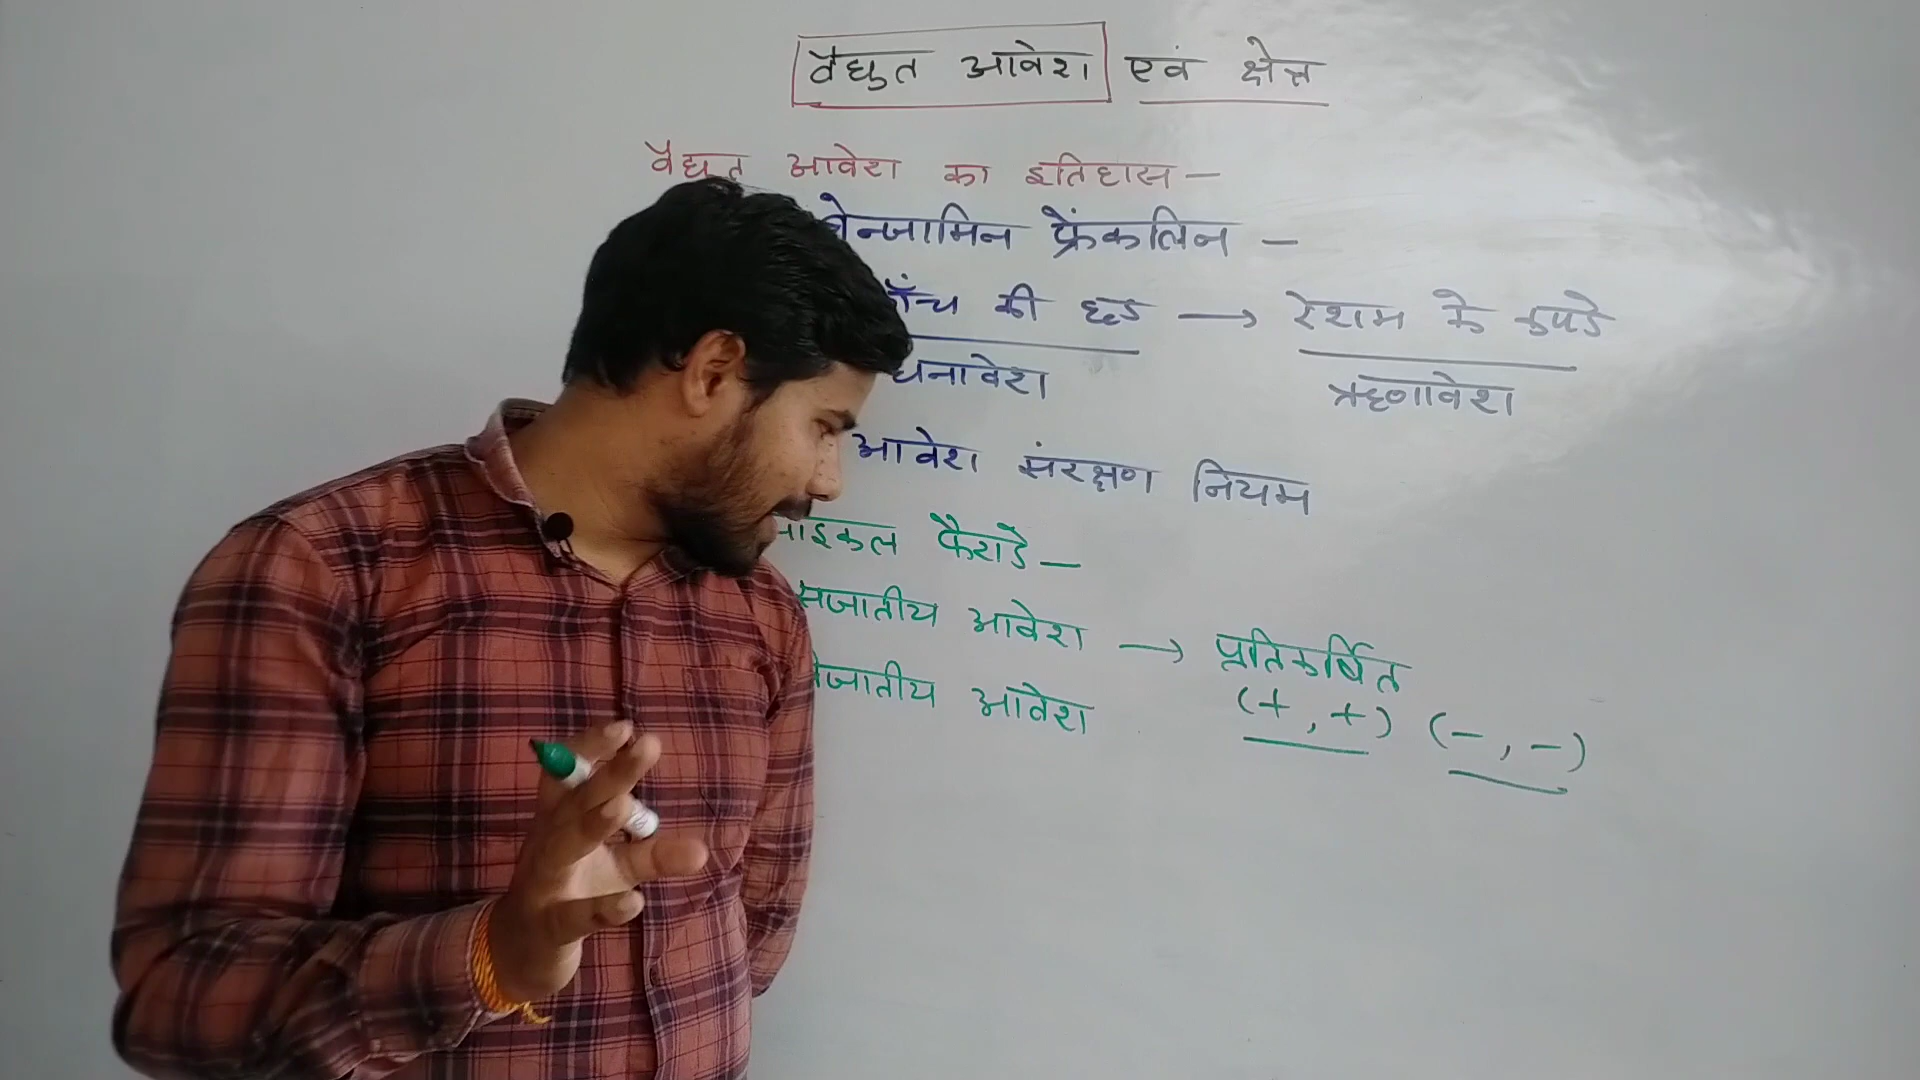 वैद्युत आवेश एवं क्षेत्र
वैद्युत आवेश का इतिहास –
बेन्जामिन फ्रेंकलिन –
काँच की छड → रेशम के कपडे
धनावेश ऋणावेश
आवेश संरक्षण नियम
माइकल फैराडे –
सजातीय आवेश → प्रतिकर्षित
विजातीय आवेश (+, +) (-, -)